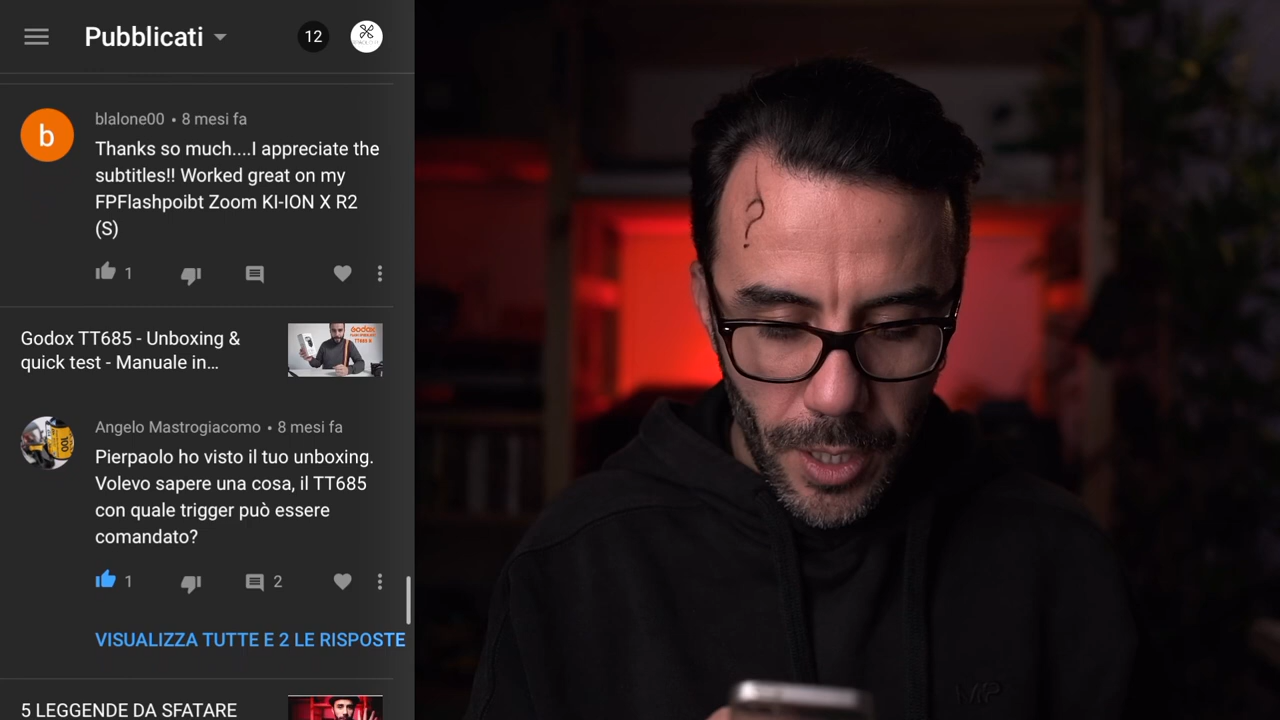 Pubblicati
12
blalone00 • 8 mesi fa
Thanks so much....I appreciate the
subtitles!! Worked great on my
FPFlashpoibt Zoom KI-ION X R2
(S)
1
Godox TT685 - Unboxing &
quick test - Manuale in...
Godox
Angelo Mastrogiacomo • 8 mesi fa
Pierpaolo ho visto il tuo unboxing.
Volevo sapere una cosa, il TT685
con quale trigger può essere
comandato?
1
2
VISUALIZZA TUTTE E 2 LE RISPOSTE
5 LEGGENDE DA SFATARE